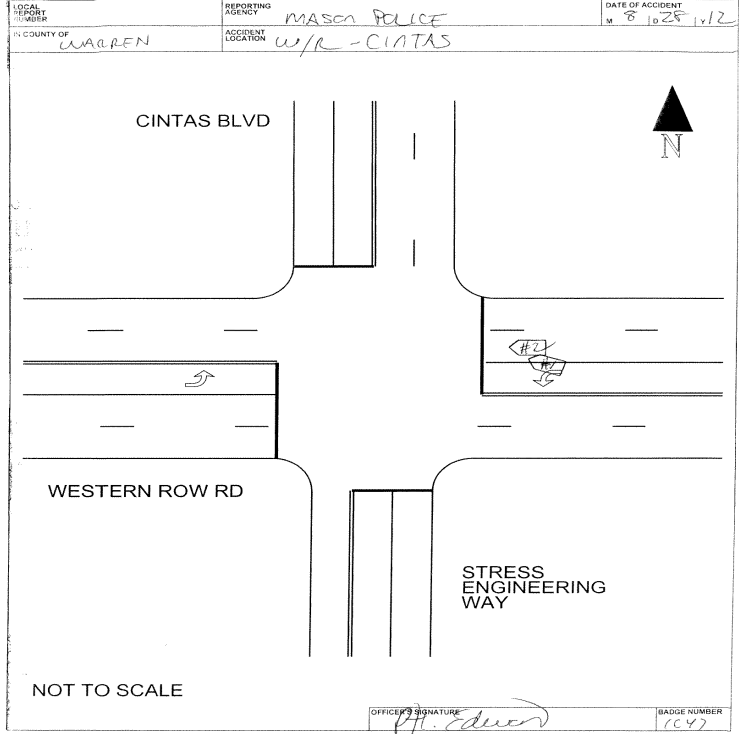 LOCAL REPORT NUMBER
REPORTING AGENCY MASON POLICE
DATE OF ACCIDENT M 8 D 28 Y 12
IN COUNTY OF WARREN
ACCIDENT LOCATION W/R - CINTAS
CINTAS BLVD
N
#2
#1
WESTERN ROW RD
STRESS
ENGINEERING
WAY
NOT TO SCALE
OFFICER'S SIGNATURE
BADGE NUMBER